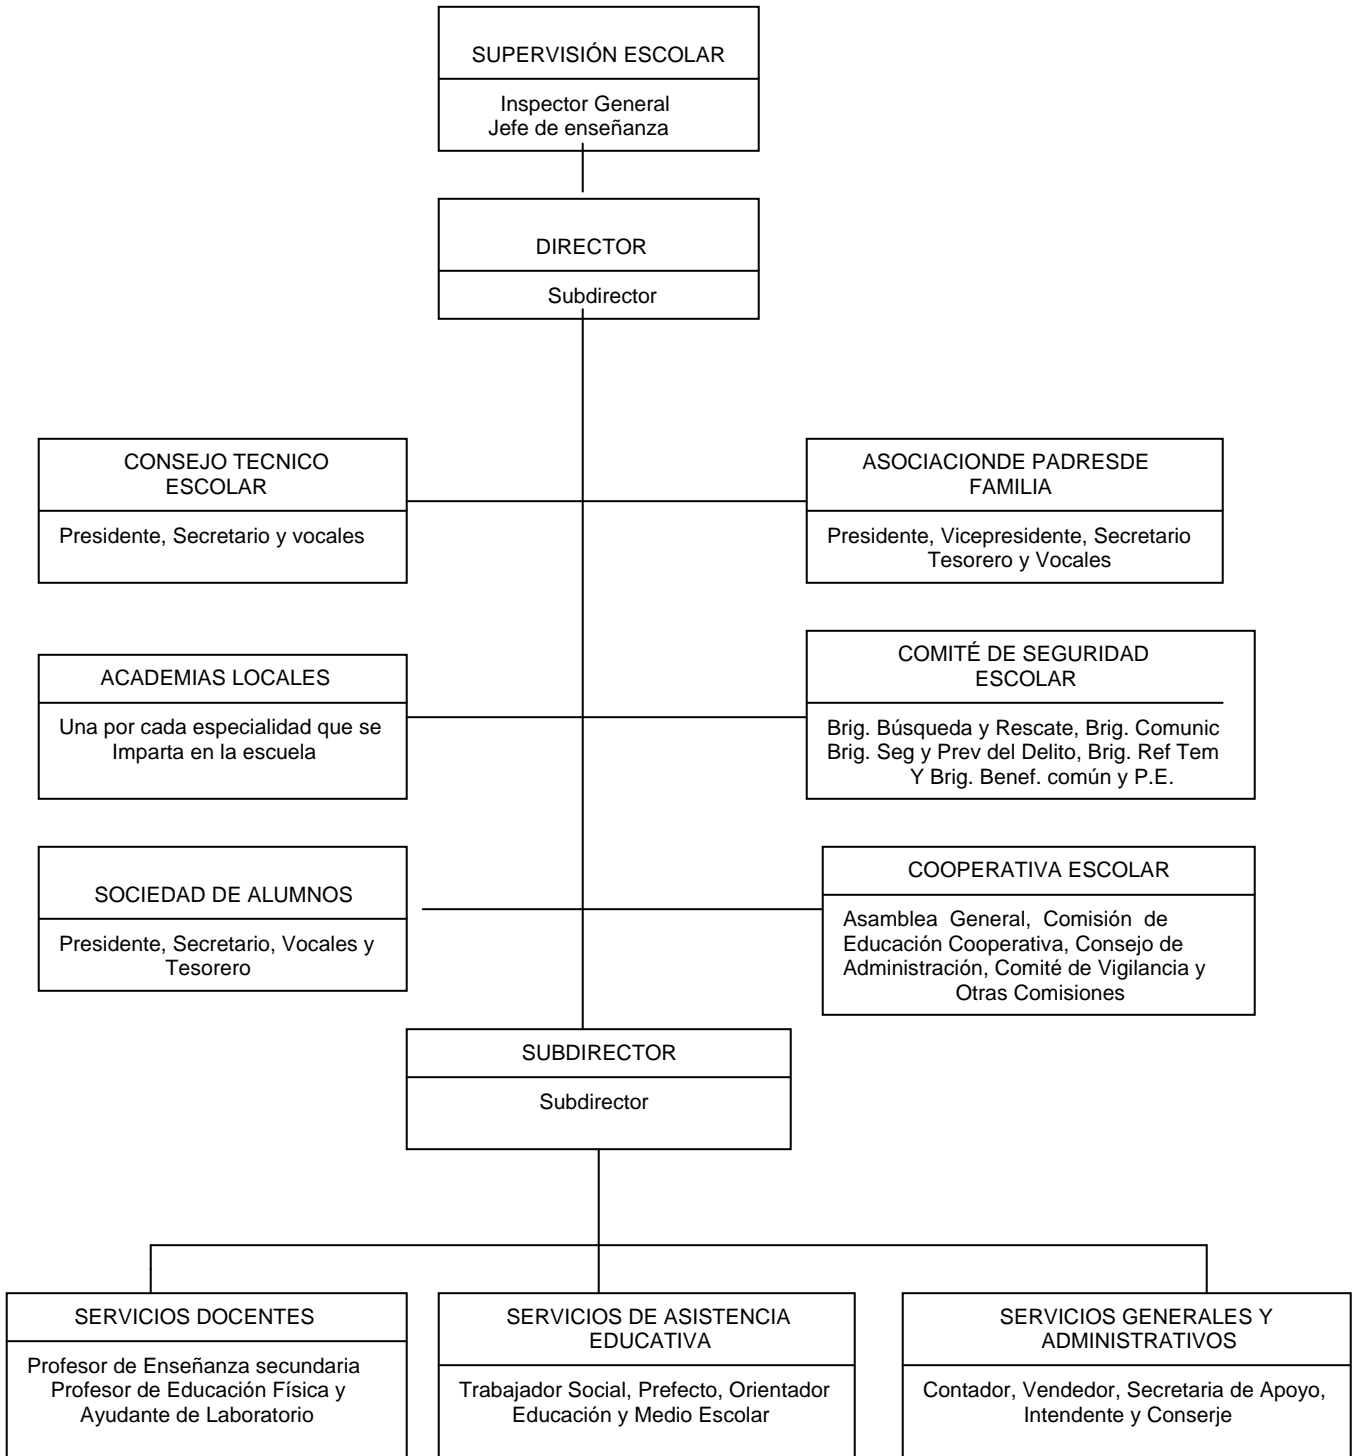 SUPERVISIÓN ESCOLAR
Inspector General
Jefe de enseñanza
DIRECTOR
Subdirector
CONSEJO TECNICO
ESCOLAR
Presidente, Secretario y vocales
ASOCIACIONDE PADRESDE
FAMILIA
Presidente, Vicepresidente, Secretario
Tesorero y Vocales
ACADEMIAS LOCALES
Una por cada especialidad que se
Imparta en la escuela
COMITÉ DE SEGURIDAD
ESCOLAR
Brig. Búsqueda y Rescate, Brig. Comunic
Brig. Seg y Prev del Delito, Brig. Ref Tem
Y Brig. Benef. común y P.E.
SOCIEDAD DE ALUMNOS
Presidente, Secretario, Vocales y
Tesorero
COOPERATIVA ESCOLAR
Asamblea General, Comisión de
Educación Cooperativa, Consejo de
Administración, Comité de Vigilancia y
Otras Comisiones
SUBDIRECTOR
Subdirector
SERVICIOS DOCENTES
Profesor de Enseñanza secundaria
Profesor de Educación Física y
Ayudante de Laboratorio
SERVICIOS DE ASISTENCIA
EDUCATIVA
Trabajador Social, Prefecto, Orientador
Educación y Medio Escolar
SERVICIOS GENERALES Y
ADMINISTRATIVOS
Contador, Vendedor, Secretaria de Apoyo,
Intendente y Conserje